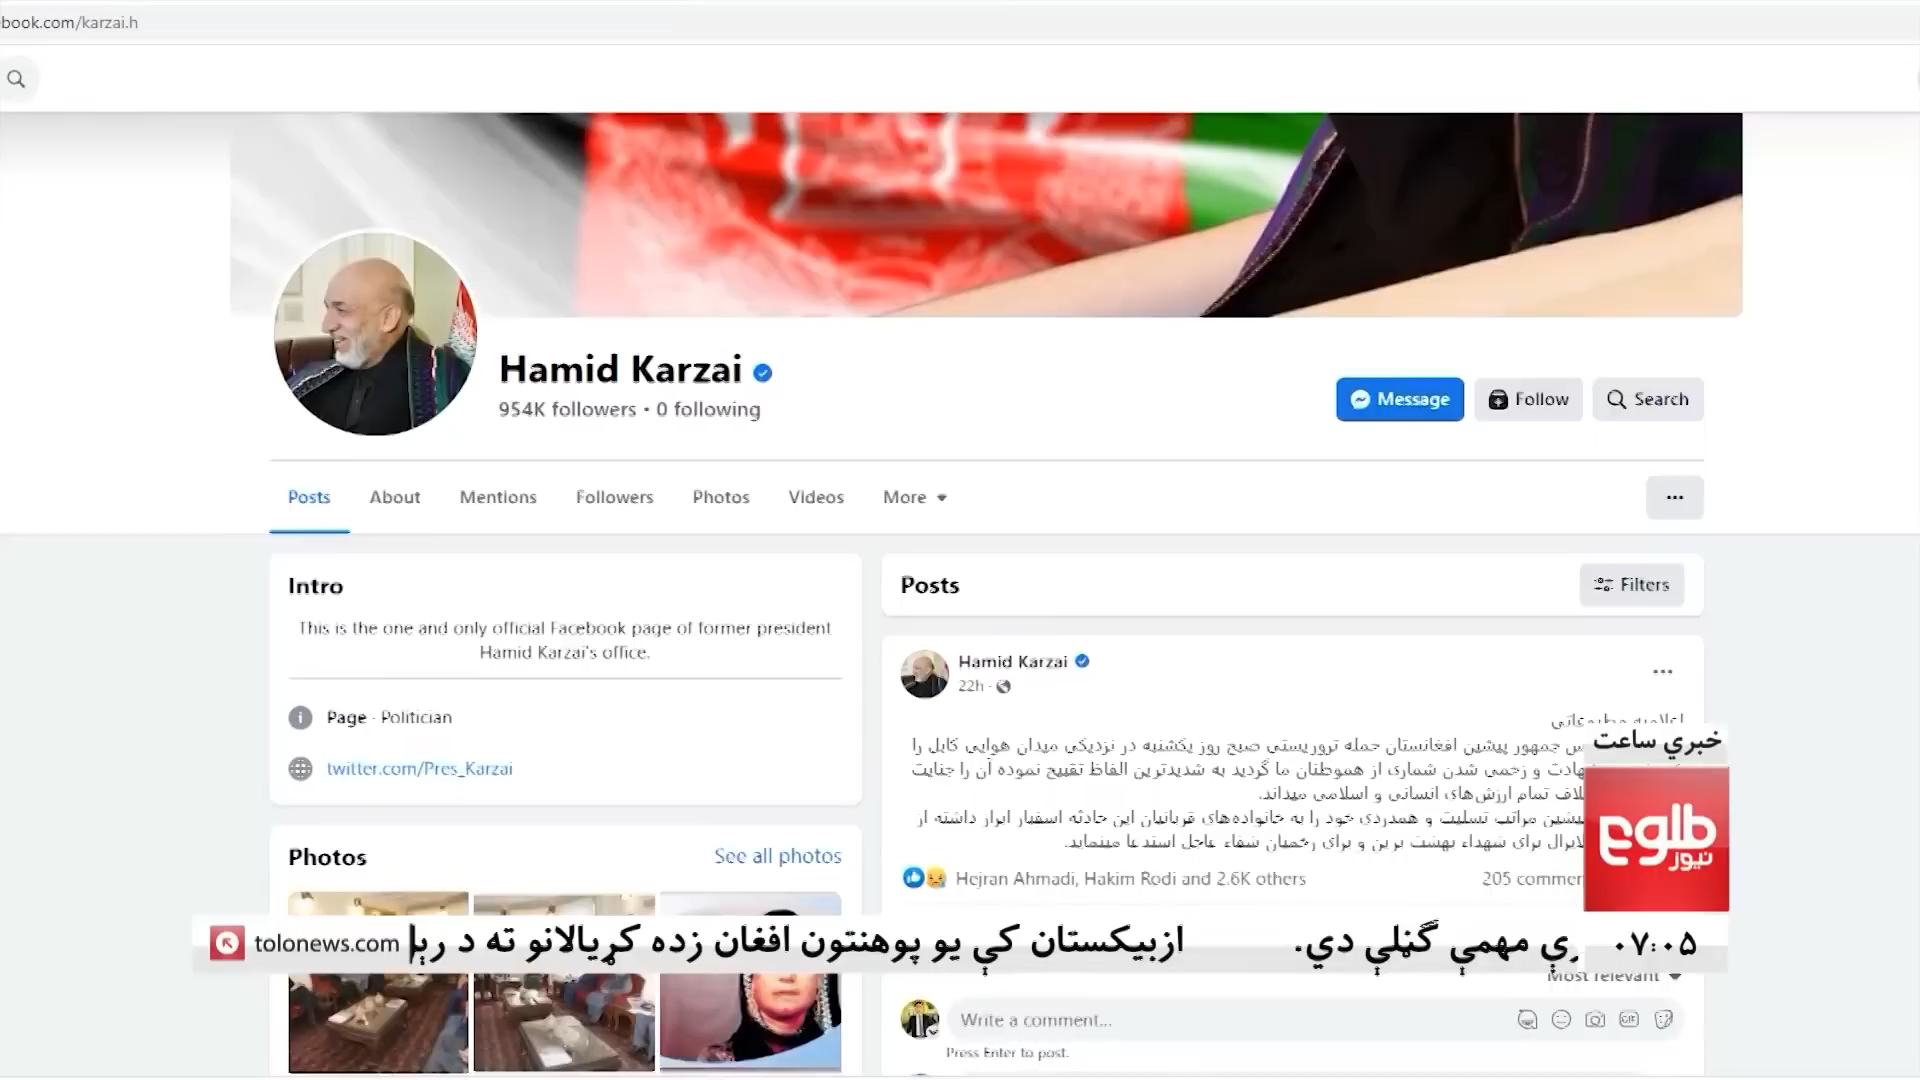 book.com/karzai.h
Hamid Karzai
954K followers • 0 following
Message
Follow
Search
Posts
About
Mentions
Followers
Photos
Videos
More
Intro
This is the one and only official Facebook page of former president
Hamid Karzai's office.
Page · Politician
twitter.com/Pres_Karzai
Photos
See all photos
Posts
Filters
Hamid Karzai
22h
اعلامیه مطبوعاتی
جمهور پیشین افغانستان حمله تروریستی صبح روز یکشنبه در نزدیکی میدان هوایی کابل را
و زخمی شدن شماری از هموطنان ما گردید به شدیدترین الفاظ تقبیح نموده آن را جنایت
تمام ارزش‌های انسانی و اسلامی میداند.
مراتب تسلیت و همدردی خود را به خانواده‌های قربانیان این حادثه اسفبار ابراز داشته از
برای شهداء بهشت برین و برای زخمیان شفاء عاجل استدعا مینماید.
Hejran Ahmadi, Hakim Rodi and 2.6K others
205
خبري ساعت
طلوع
نیوز
tolonews.com
مهمې ګڼلې دي.
ازبیکستان کې یو پوهنتون افغان زده کړیالانو ته د
۰۷:۰۵
Most relevant
Write a comment...
GIF
Press Enter to post.